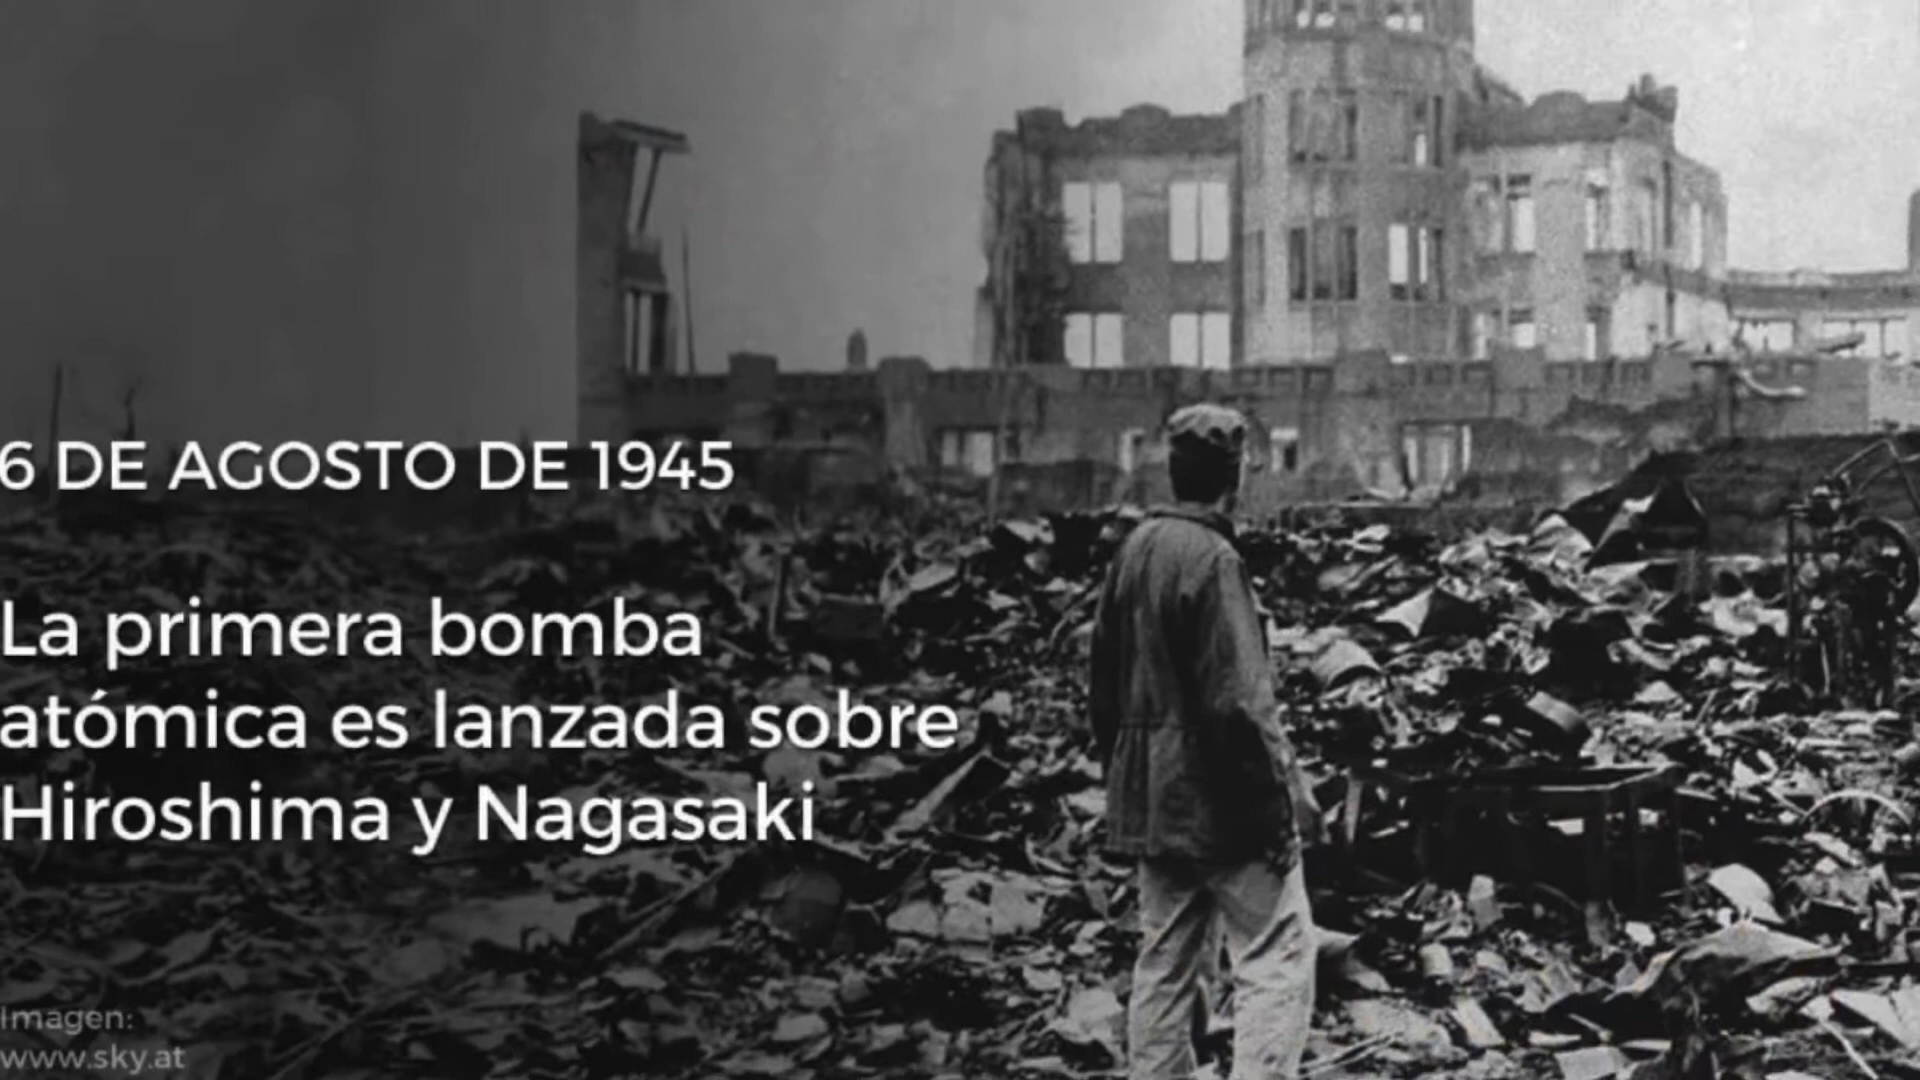 6 DE AGOSTO DE 1945
La primera bomba
atómica es lanzada sobre
Hiroshima y Nagasaki
Imagen:
www.sky.at